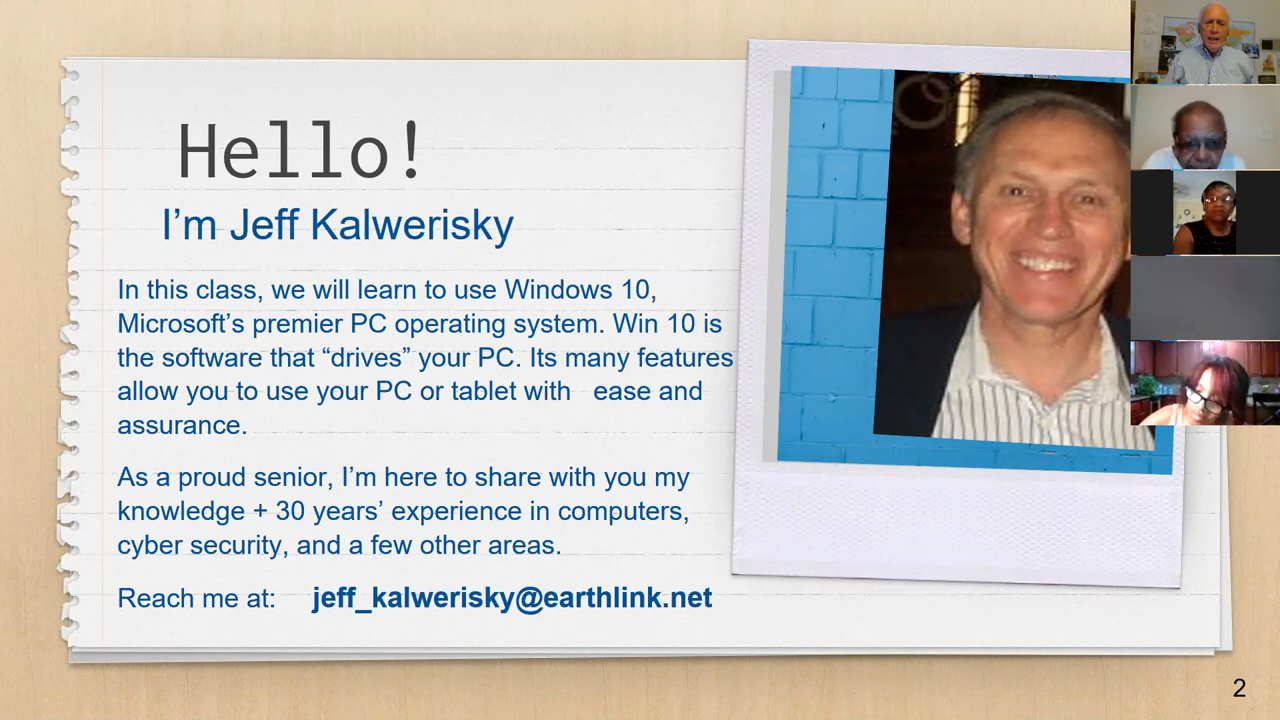 Hello!
I’m Jeff Kalwerisky
In this class, we will learn to use Windows 10,
Microsoft’s premier PC operating system. Win 10 is
the software that “drives” your PC. Its many features
allow you to use your PC or tablet with ease and
assurance.
As a proud senior, I’m here to share with you my
knowledge + 30 years’ experience in computers,
cyber security, and a few other areas.
Reach me at: jeff_kalwerisky@earthlink.net
2